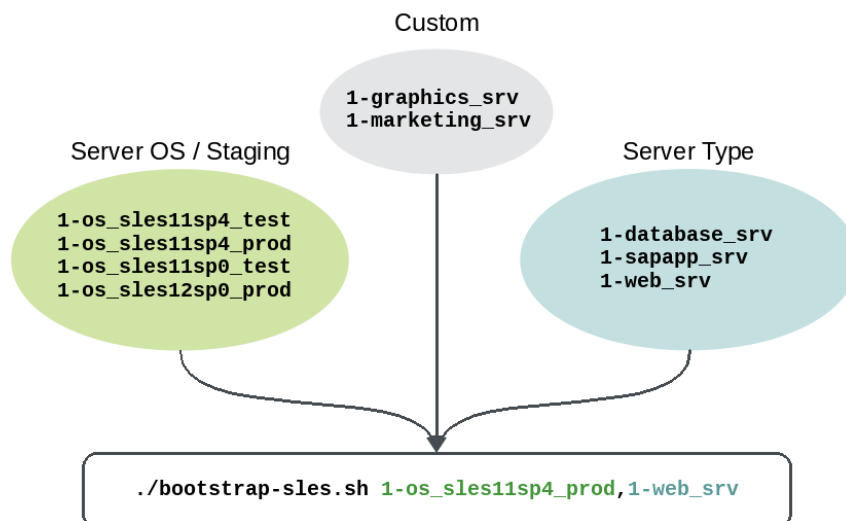 Custom
1-graphics_srv
1-marketing_srv
Server OS / Staging
1-os_sles11sp4_test
1-os_sles11sp4_prod
1-os_sles11sp0_test
1-os_sles12sp0_prod
Server Type
1-database_srv
1-sapapp_srv
1-web_srv
./bootstrap-sles.sh 1-os_sles11sp4_prod,1-web_srv